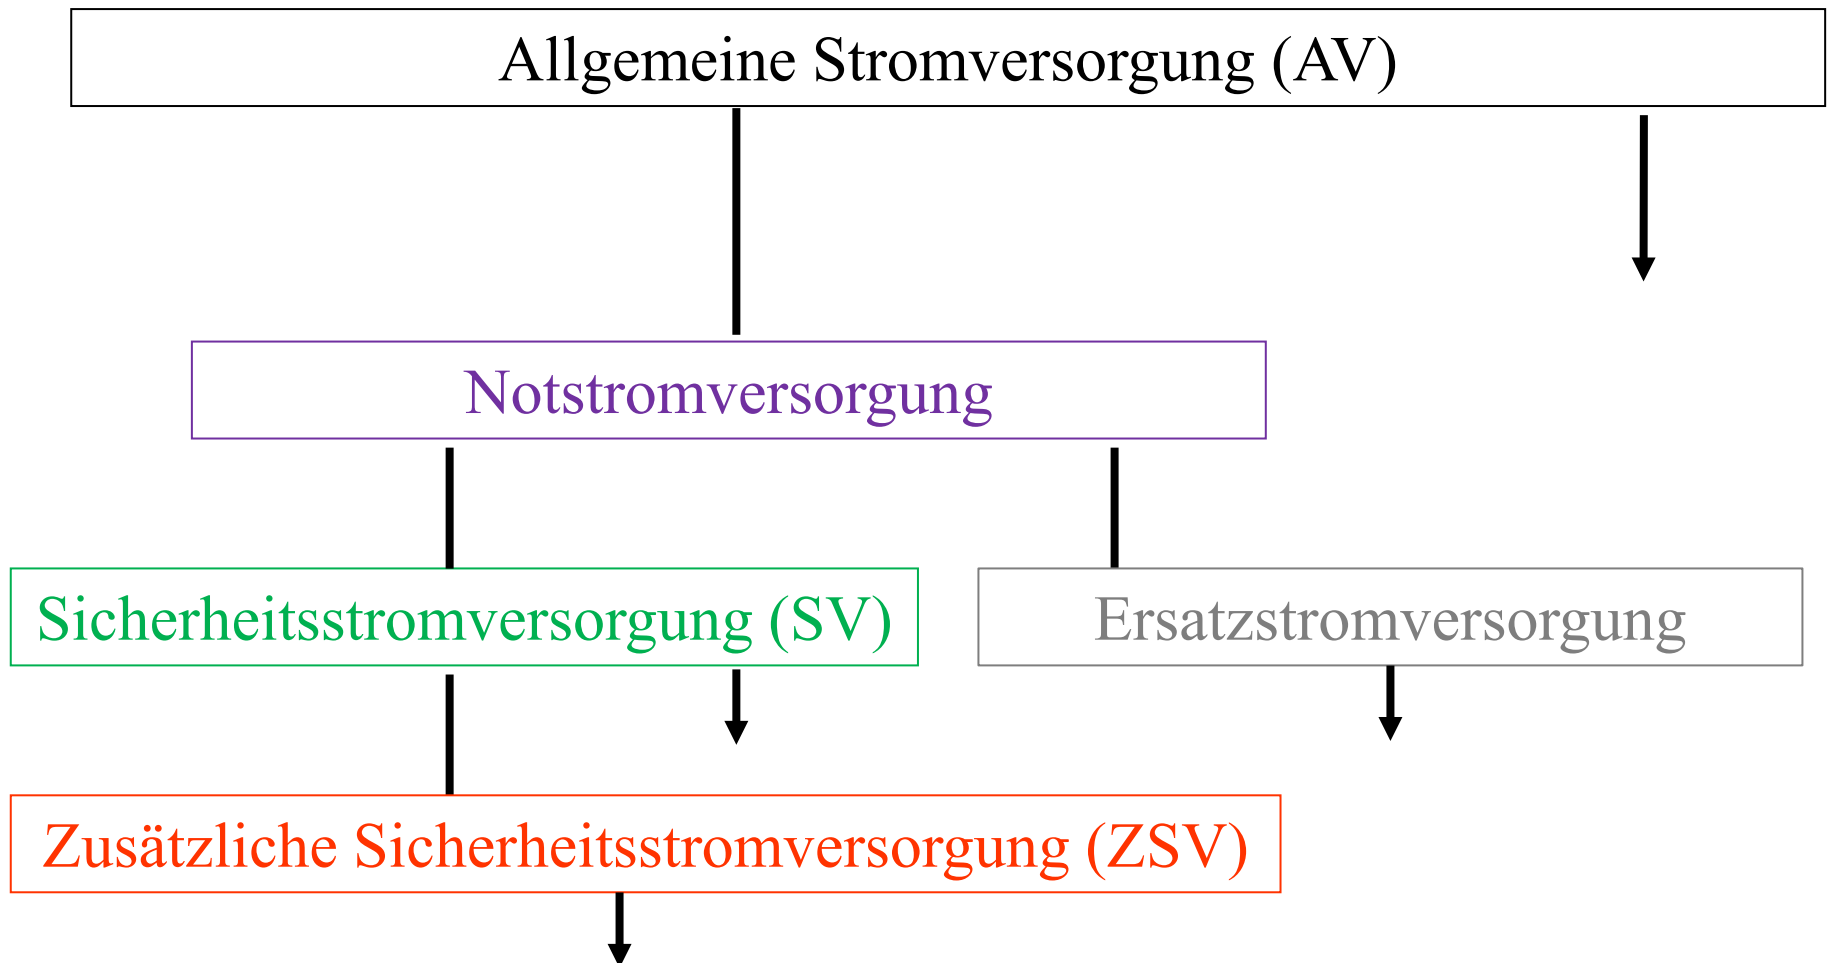 Allgemeine Stromversorgung (AV)
Notstromversorgung
Sicherheitsstromversorgung (SV)
Ersatzstromversorgung
Zusätzliche Sicherheitsstromversorgung (ZSV)